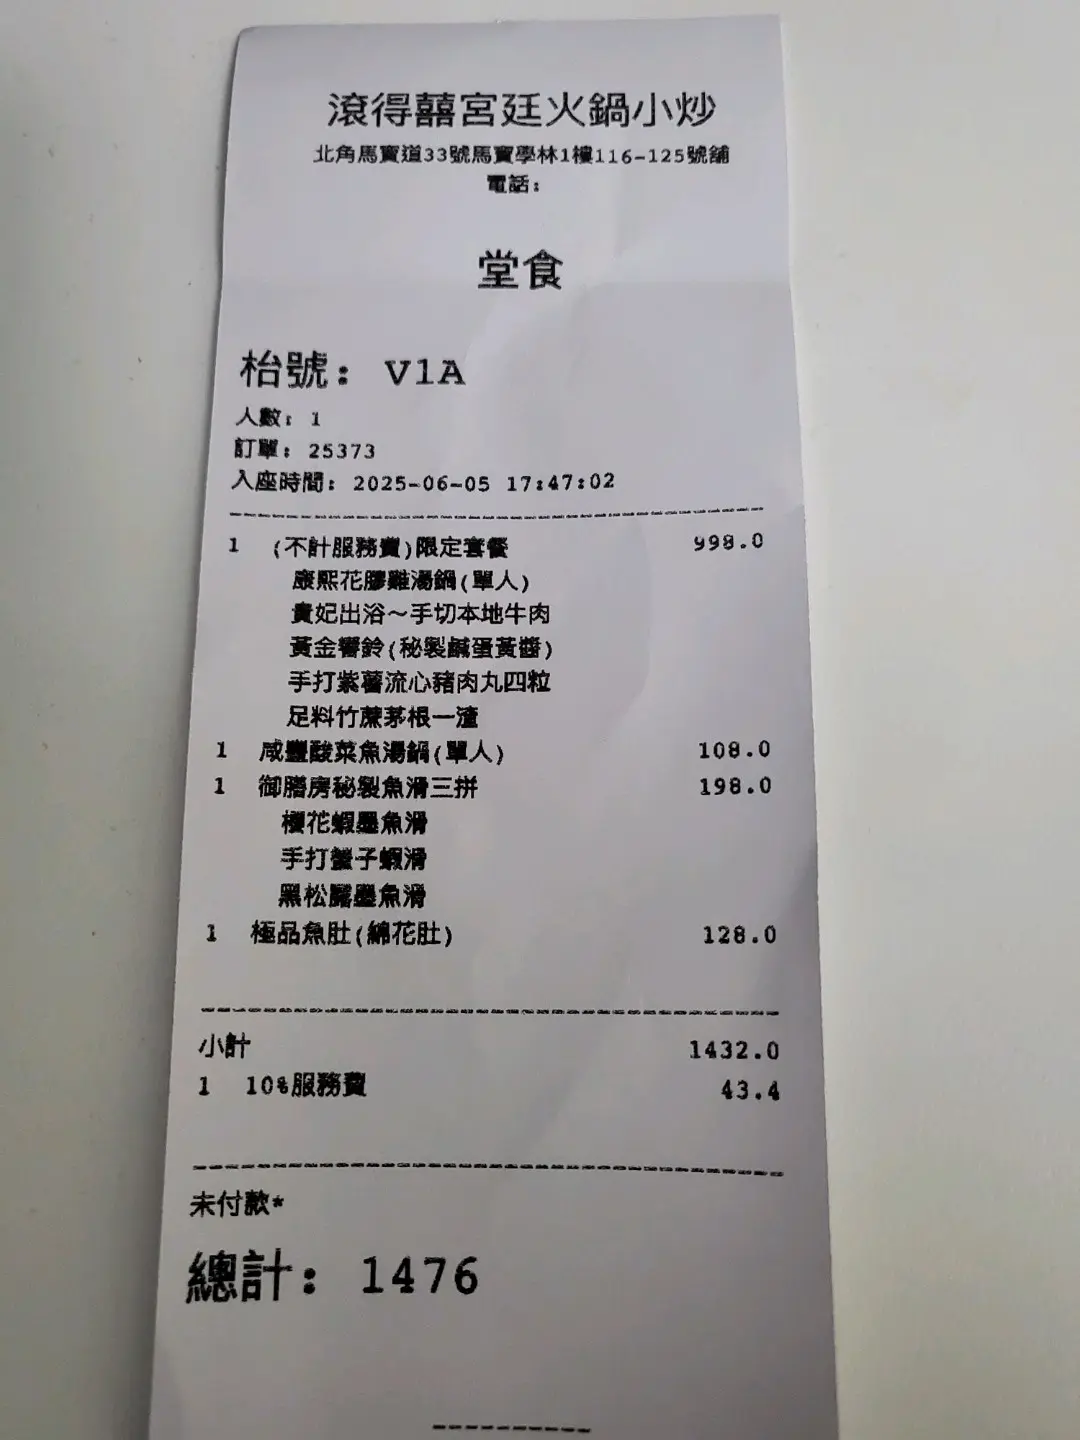 滾得囍宮廷火鍋小炒
北角馬寶道33號馬寶學林1樓116-125號舖
電話:
堂食
枱號: V1A
人數: 1
訂單: 25373
入座時間: 2025-06-05 17:47:02
1 (不計服務費)限定套餐 998.0
康熙花膠雞湯鍋(單人)
貴妃出浴～手切本地牛肉
黃金響鈴(秘製鹹蛋黃醬)
手打紫薯流心豬肉丸四粒
足料竹蔗茅根一渣
1 咸豐酸菜魚湯鍋(單人) 108.0
1 御膳房秘製魚滑三拼 198.0
櫻花蝦墨魚滑
手打蟹子蝦滑
黑松露墨魚滑
1 極品魚肚(綿花肚) 128.0
小計 1432.0
1 10%服務費 43.4
未付款*
總計: 1476